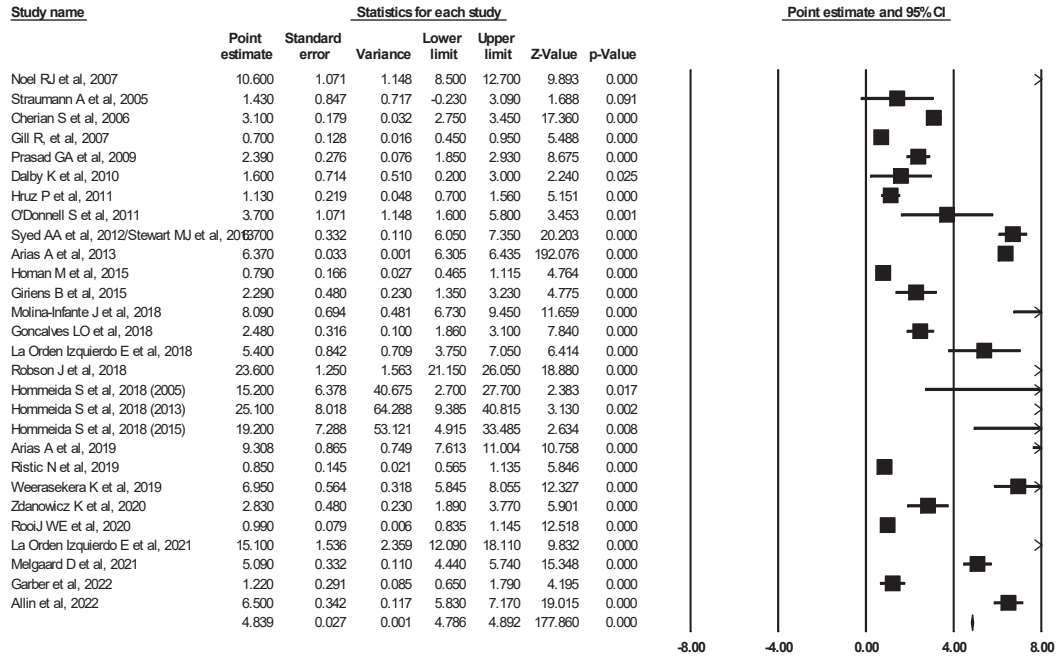 Study name Statistics for each study Point estimate and 95% CI
Point Standard Lower Upper
estimate error Variance limit limit Z-Value p-Value
Noel RJ et al, 2007 10.600 1.071 1.148 8.500 12.700 9.893 0.000
Straumann A et al, 2005 1.430 0.847 0.717 -0.230 3.090 1.688 0.091
Cherian S et al, 2006 3.100 0.179 0.032 2.750 3.450 17.360 0.000
Gill R, et al, 2007 0.700 0.128 0.016 0.450 0.950 5.488 0.000
Prasad GA et al, 2009 2.390 0.276 0.076 1.850 2.930 8.675 0.000
Dalby K et al, 2010 1.600 0.714 0.510 0.200 3.000 2.240 0.025
Hruz P et al, 2011 1.130 0.219 0.048 0.700 1.560 5.151 0.000
O'Donnell S et al, 2011 3.700 1.071 1.148 1.600 5.800 3.453 0.001
Syed AA et al, 2012/Stewart MJ et al, 2013 6.700 0.332 0.110 6.050 7.350 20.203 0.000
Arias A et al, 2013 6.370 0.033 0.001 6.305 6.435 192.076 0.000
Homan M et al, 2015 0.790 0.166 0.027 0.465 1.115 4.764 0.000
Giriens B et al, 2015 2.290 0.480 0.230 1.350 3.230 4.775 0.000
Molina-Infante J et al, 2018 8.090 0.694 0.481 6.730 9.450 11.659 0.000
Goncalves LO et al, 2018 2.480 0.316 0.100 1.860 3.100 7.840 0.000
La Orden Izquierdo E et al, 2018 5.400 0.842 0.709 3.750 7.050 6.414 0.000
Robson J et al, 2018 23.600 1.250 1.563 21.150 26.050 18.880 0.000
Hommeida S et al, 2018 (2005) 15.200 6.378 40.675 2.700 27.700 2.383 0.017
Hommeida S et al, 2018 (2013) 25.100 8.018 64.288 9.385 40.815 3.130 0.002
Hommeida S et al, 2018 (2015) 19.200 7.288 53.121 4.915 33.485 2.634 0.008
Arias A et al, 2019 9.308 0.865 0.749 7.613 11.004 10.758 0.000
Ristic N et al, 2019 0.850 0.145 0.021 0.565 1.135 5.846 0.000
Weerasekera K et al, 2019 6.950 0.564 0.318 5.845 8.055 12.327 0.000
Zdanowicz K et al, 2020 2.830 0.480 0.230 1.890 3.770 5.901 0.000
RooiJ WE et al, 2020 0.990 0.079 0.006 0.835 1.145 12.518 0.000
La Orden Izquierdo E et al, 2021 15.100 1.536 2.359 12.090 18.110 9.832 0.000
Melgaard D et al, 2021 5.090 0.332 0.110 4.440 5.740 15.348 0.000
Garber et al, 2022 1.220 0.291 0.085 0.650 1.790 4.195 0.000
Allin et al, 2022 6.500 0.342 0.117 5.830 7.170 19.015 0.000
4.839 0.027 0.001 4.786 4.892 177.860 0.000
-8.00 -4.00 0.00 4.00 8.00